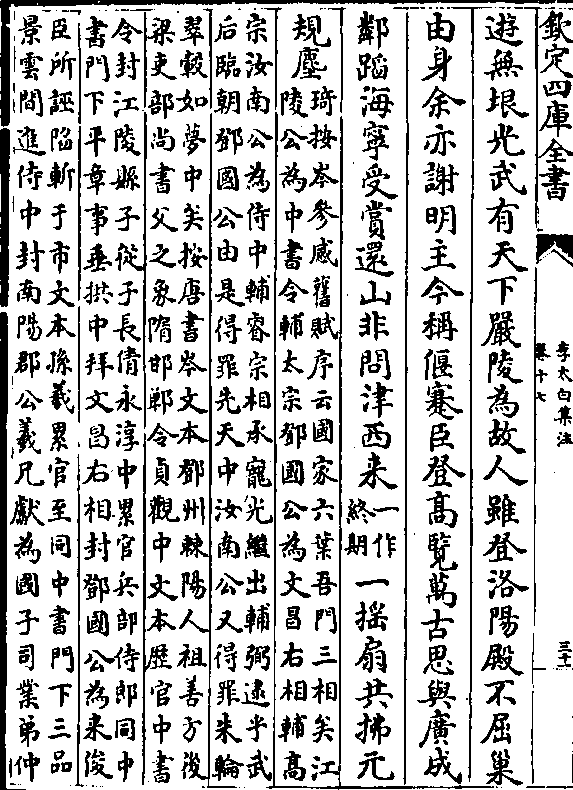 欽定四庫全書
李太白集注
卷十七
三十
遊無垠光武有天下嚴陵為故人雖登洛陽殿不屈巢
由身余亦謝明主今稱偃蹇臣登髙覽萬古思與廣成
鄰蹈海寧受賞還山非問津西来一作
終期一揺扇共拂元
規塵琦按岑參感舊賦序云國家六葉吾門三相矣江
陵公為中書令輔太宗鄧國公為文昌右相輔髙
宗汝南公為侍中輔睿宗相承寵光繼出輔弼逮乎武
后臨朝鄧國公由是得罪先天中汝南公又得罪朱輪
翠轂如夢中矣按唐書岑文本鄧州棘陽人祖善方後
梁吏部尚書父之象隋邯鄲令貞觀中文本歴官中書
令封江陵縣子從子長倩永淳中累官兵部侍郎同中
書門下平章事垂拱中拜文昌右相封鄧國公為来俊
臣所誣陷斬于市文本孫羲累官至同中書門下三品
景雲間進侍中封南陽郡公羲兄獻為國子司業弟仲